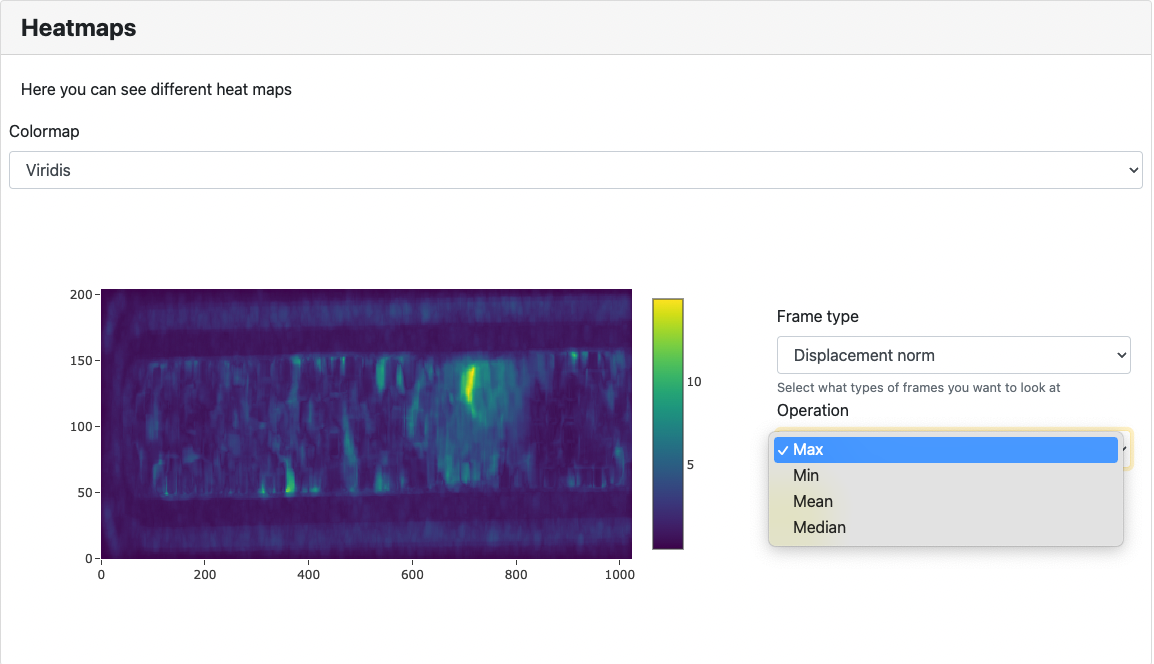 Heatmaps
Here you can see different heat maps
Colormap
Viridis
200
150
100
50
0
0 200 400 600 800 1000
10
5
Frame type
Displacement norm
Select what types of frames you want to look at
Operation
✓ Max
Min
Mean
Median